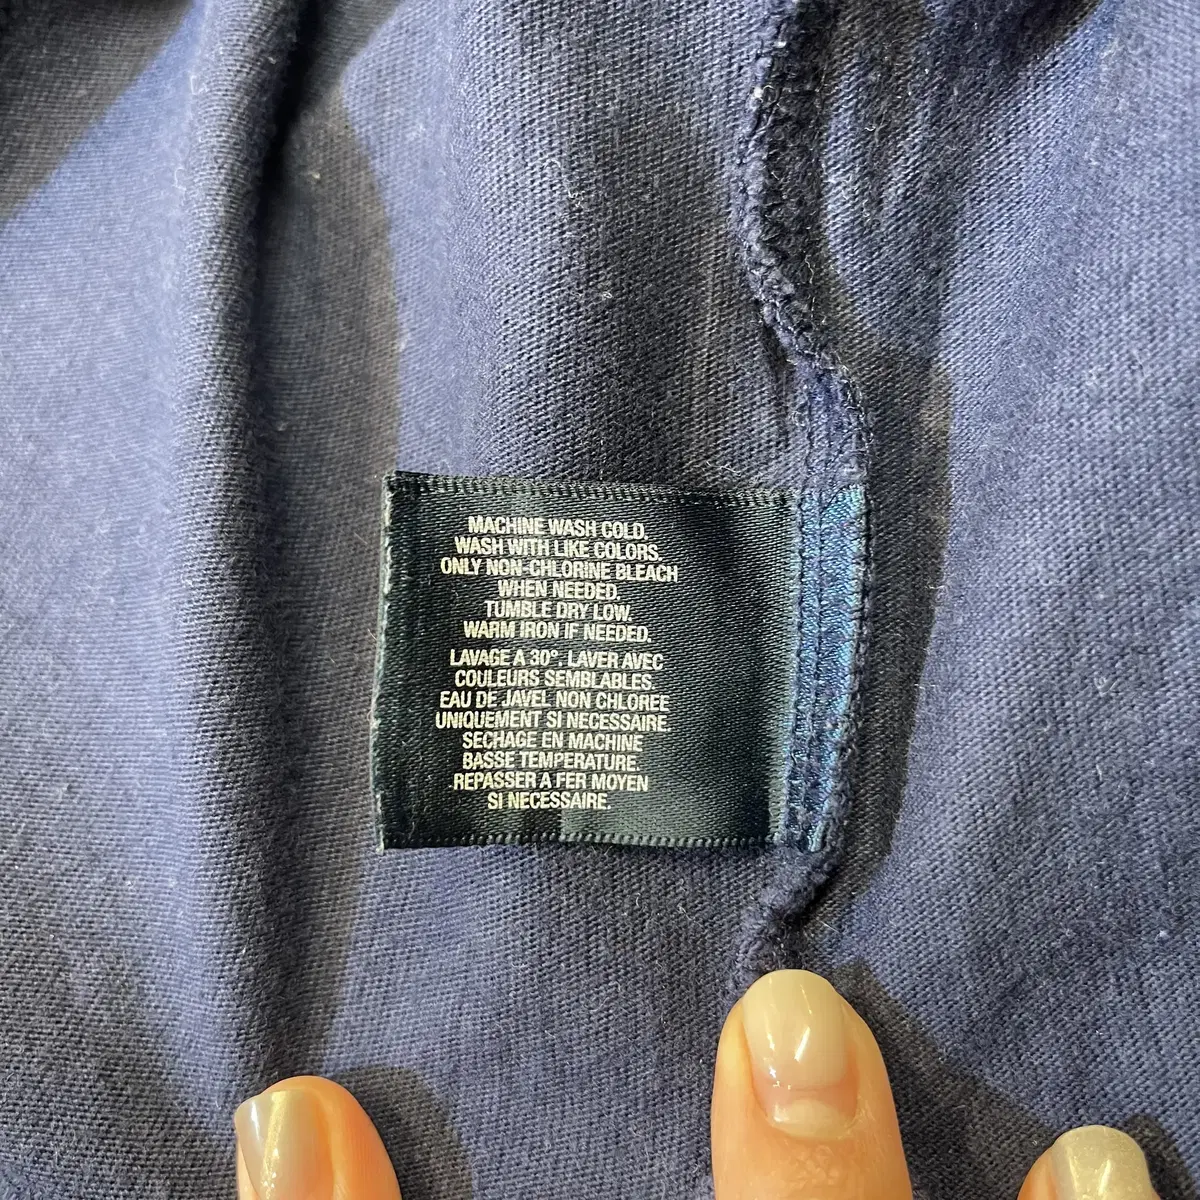 MACHINE WASH COLD.
WASH WITH LIKE COLORS.
ONLY NON-CHLORINE BLEACH
WHEN NEEDED.
TUMBLE DRY LOW.
WARM IRON IF NEEDED.
LAVAGE A 30°. LAVER AVEC
COULEURS SEMBLABLES
EAU DE JAVEL NON CHLOREE
UNIQUEMENT SI NECESSAIRE.
SECHAGE EN MACHINE
BASSE TEMPERATURE.
REPASSER A FER MOYEN
SI NECESSAIRE.